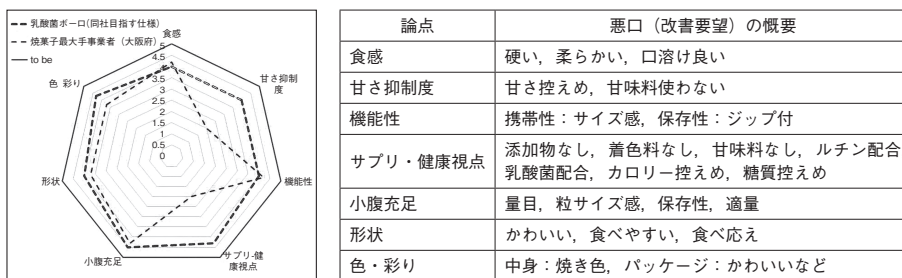 乳酸菌ボーロ(同社目指す仕様)
焼菓子最大手事業者（大阪府）
to be
食感
甘さ抑制
度
機能性
サプリ-健
康視点
小腹充足
形状
色 彩り
5
4.5
4
3.5
3
2.5
2
1.5
1
.5
0
論点 悪口（改書要望）の慨要
食感 硬い，柔らかい，口溶け良い
甘さ抑制度 甘さ控えめ，甘味料使わない
機能性 携帯性：サイズ感，保存性：ジップ付
サプリ・健康視点 添加物なし，着色料なし，甘味料なし，ルチン配合
乳酸菌配合，カロリー控えめ，糖質控えめ
小腹充足 量目，粒サイズ感，保存性，適量
形状 かわいい，食べやすい，食べ応え
色・彩り 中身：焼き色，パッケージ：かわいいなど